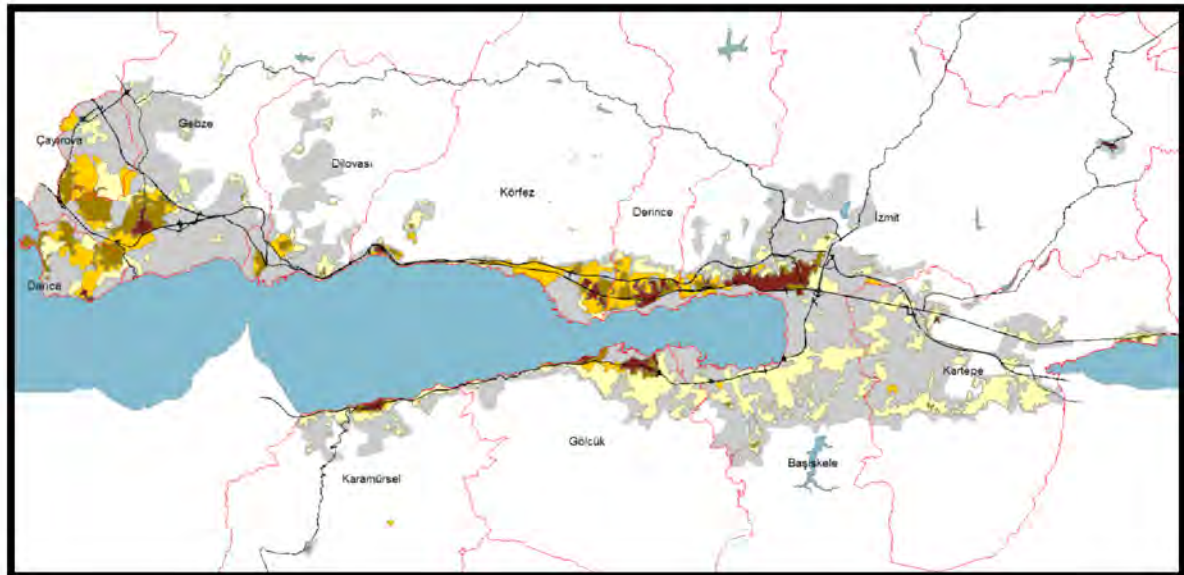 Gebze
Çayırova
Dilovası
Körfez
Derince
İzmit
Darıca
Kartepe
Gölcük
Başiskele
Karamürsel